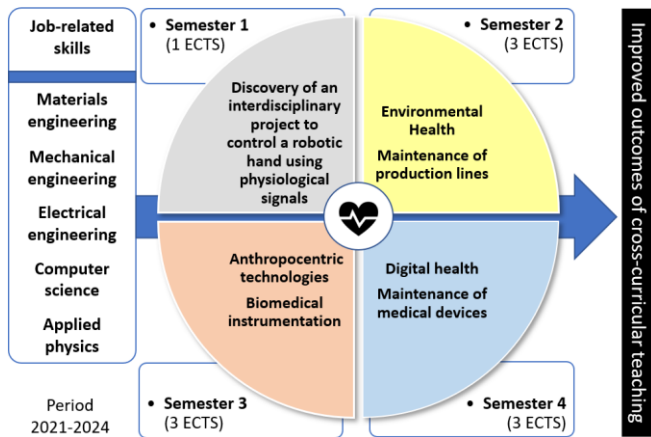 Job-related
skills
Materials
engineering
Mechanical
engineering
Electrical
engineering
Computer
science
Applied
physics
Period
2021-2024
• Semester 1
(1 ECTS)
Discovery of an
interdisciplinary
project to
control a robotic
hand using
physiological
signals
• Semester 2
(3 ECTS)
Environmental
Health
Maintenance of
production lines
Anthropocentric
technologies
Biomedical
instrumentation
• Semester 3
(3 ECTS)
Digital health
Maintenance of
medical devices
• Semester 4
(3 ECTS)
Improved outcomes of cross-curricular teaching